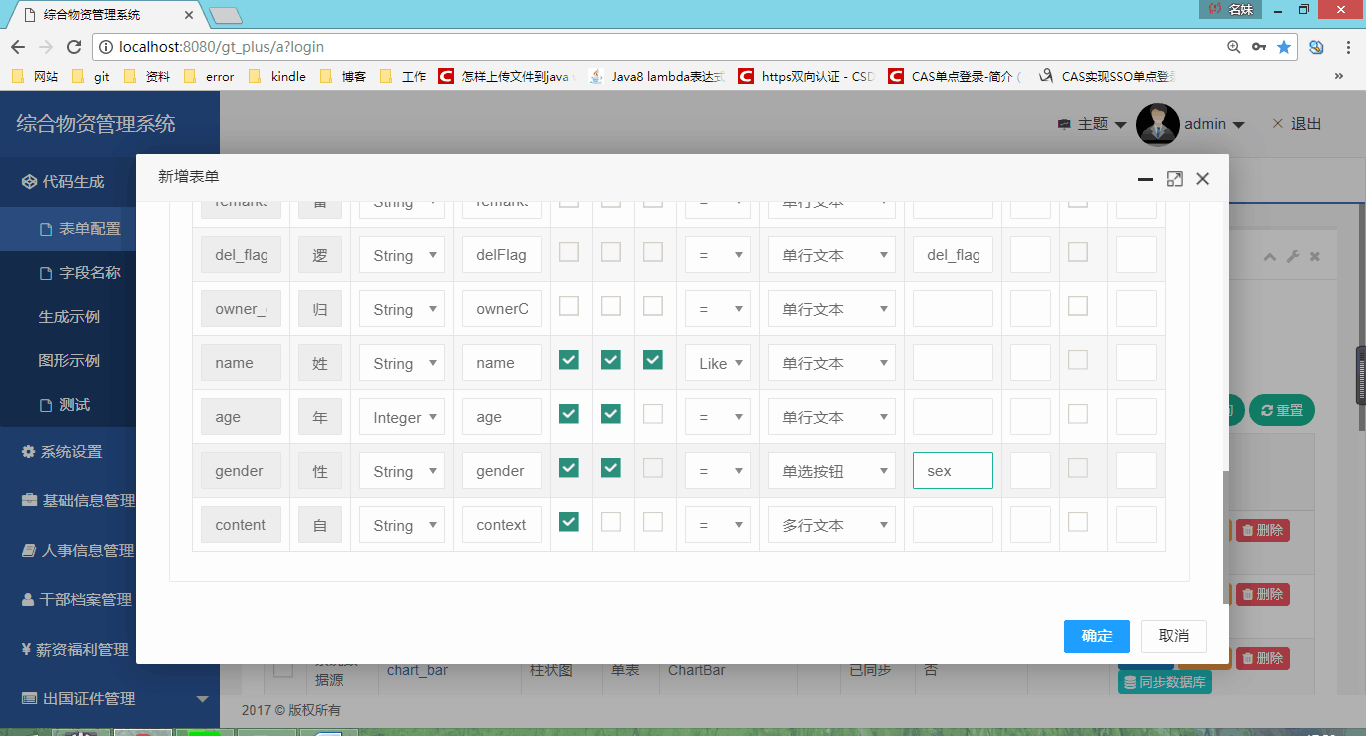 综合物资管理系统
名妹
localhost:8080/gt_plus/a?login
网站 git 资料 error kindle 博客 工作 怎样上传文件到java Java8 lambda表达式 https双向认证 - CSD CAS单点登录-简介 CAS实现SSO单点登 »
综合物资管理系统
主题 admin 退出
代码生成
表单配置
字段名称
生成示例
图形示例
测试
系统设置
基础信息管理
人事信息管理
干部档案管理
¥ 薪资福利管理
出国证件管理
新增表单
remark: 备 String remark: = 单行文本
del_flag 逻 String delFlag = 单行文本 del_flag
owner_ 归 String ownerC = 单行文本
name 姓 String name Like 单行文本
age 年 Integer age = 单行文本
gender 性 String gender = 单选按钮 sex
content 自 String context = 多行文本
确定 取消
重置
删除
删除
删除
据源 chart_bar 柱状图 单表 ChartBar 已同步 否
同步数据库
2017 © 版权所有